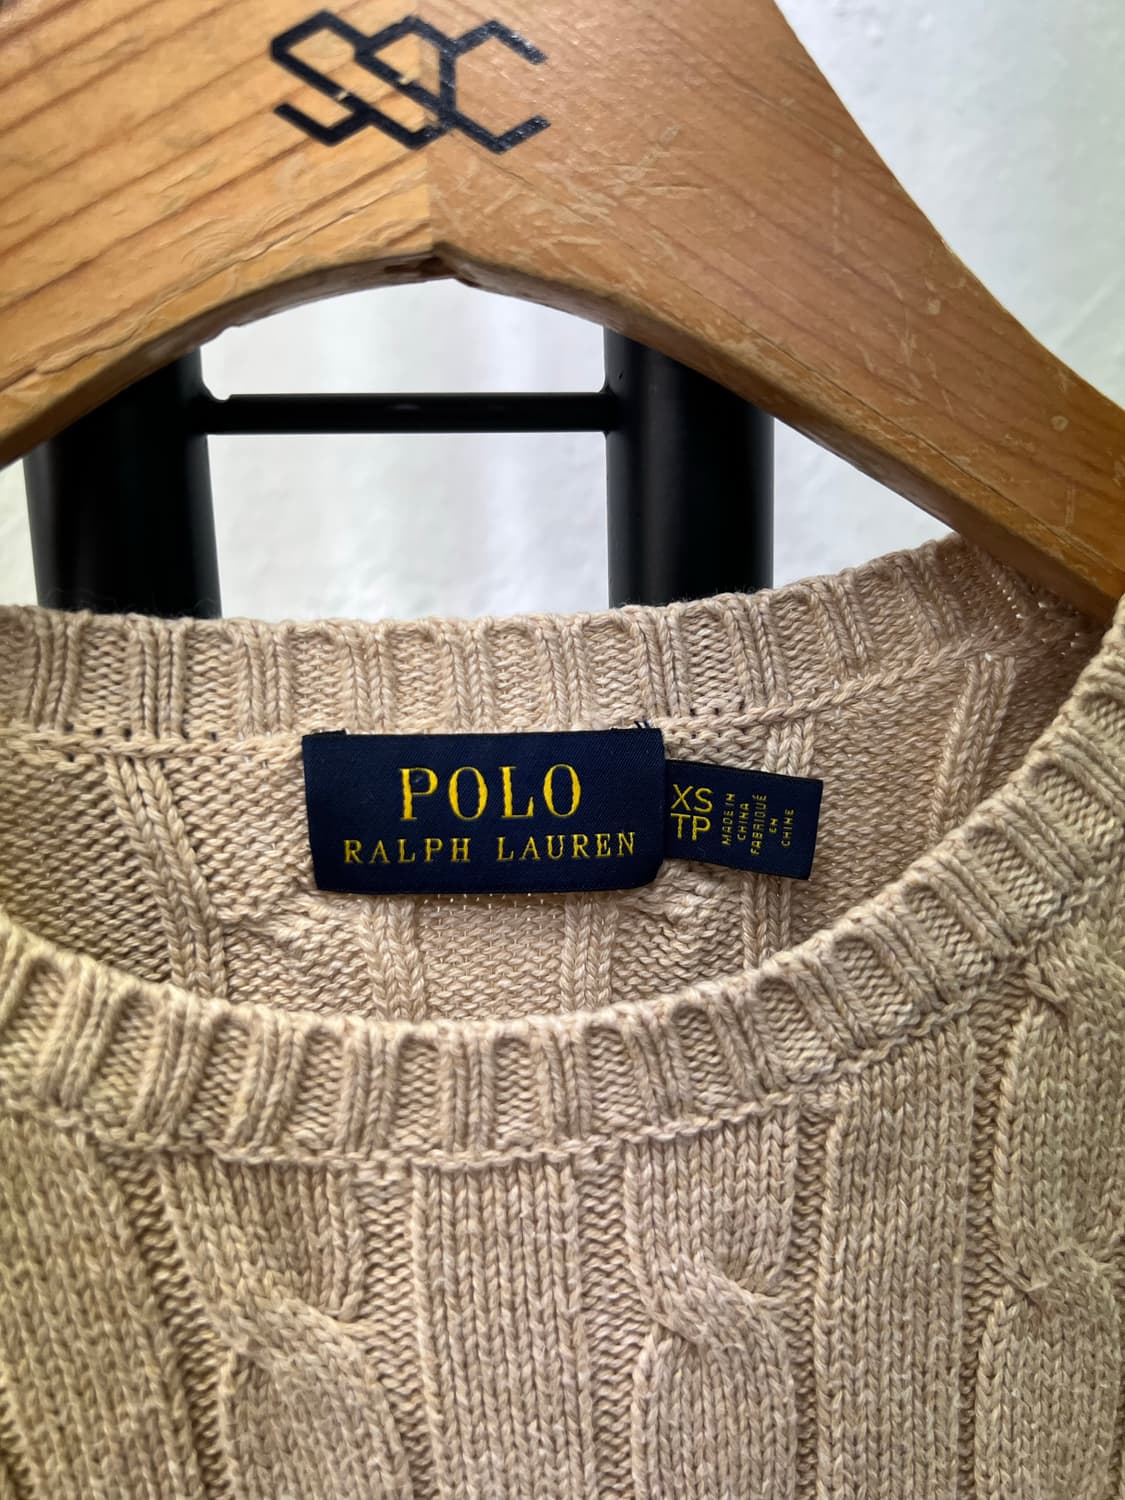 SSC
POLO
RALPH LAUREN
XS
TP
MADE IN
CHINA
FABRIQUÉ
EN
CHINE